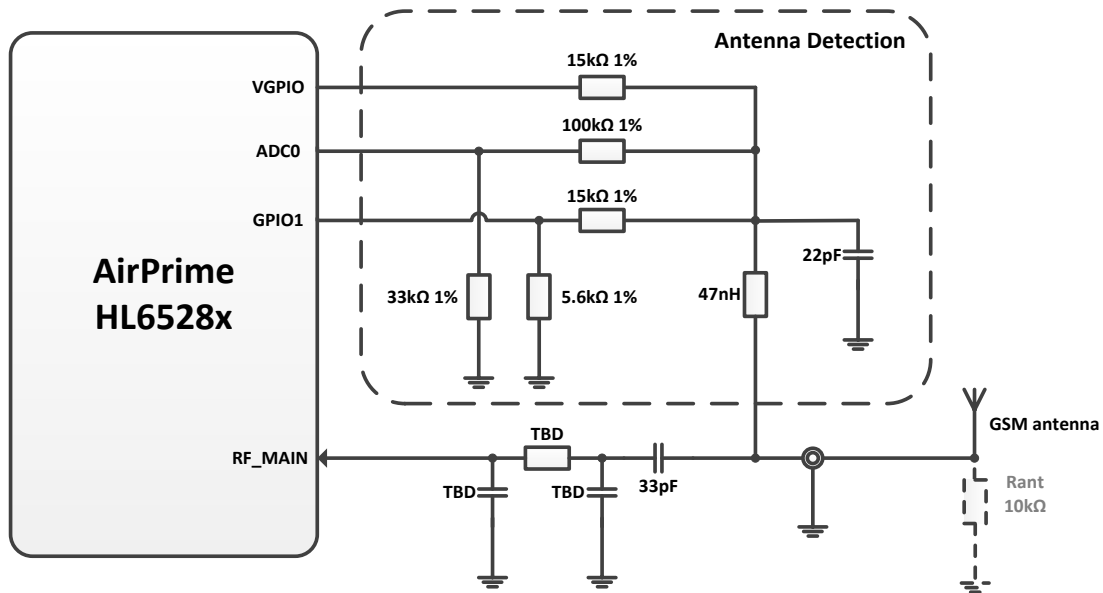 Antenna Detection
15kΩ 1%
VGPIO
100kΩ 1%
ADC0
15kΩ 1%
GPIO1
22pF
AirPrime
HL6528x
33kΩ 1%
5.6kΩ 1%
47nH
GSM antenna
TBD
RF_MAIN
TBD
TBD
33pF
Rant
10kΩ